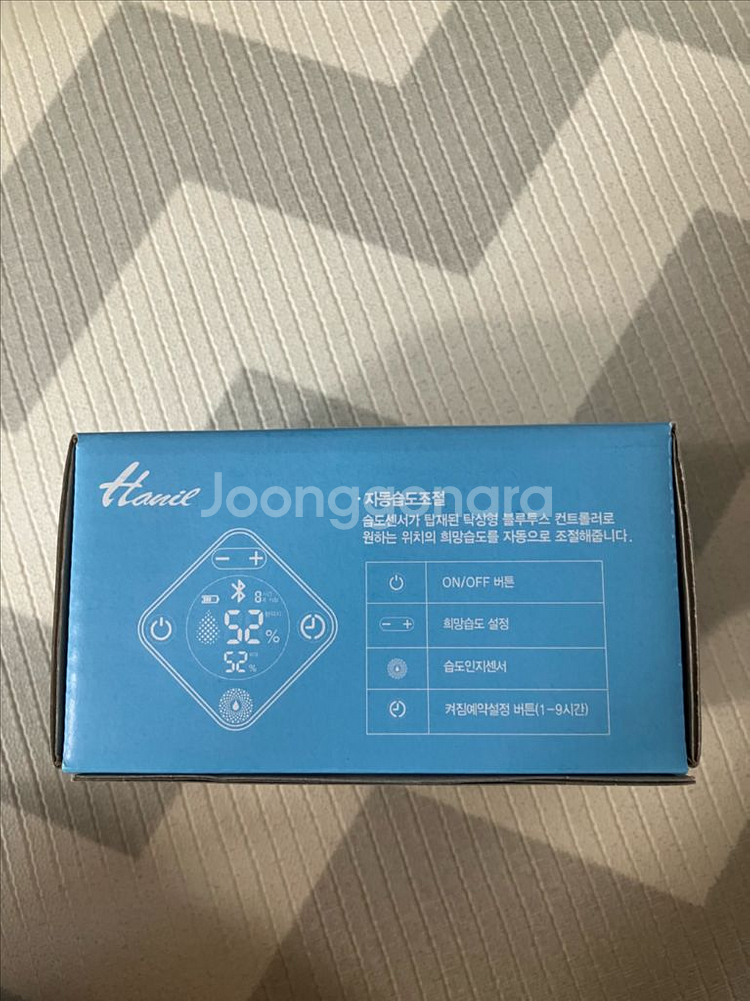 Hanil
Joonggonara
· 자동습도조절
습도센서가 탑재된 탁상형 블루투스 컨트롤러로
원하는 위치의 희망습도를 자동으로 조절해줍니다.
− +
8
52 %
52 %
ON/OFF 버튼
− + 희망습도 설정
습도인지센서
켜짐예약설정 버튼(1-9시간)